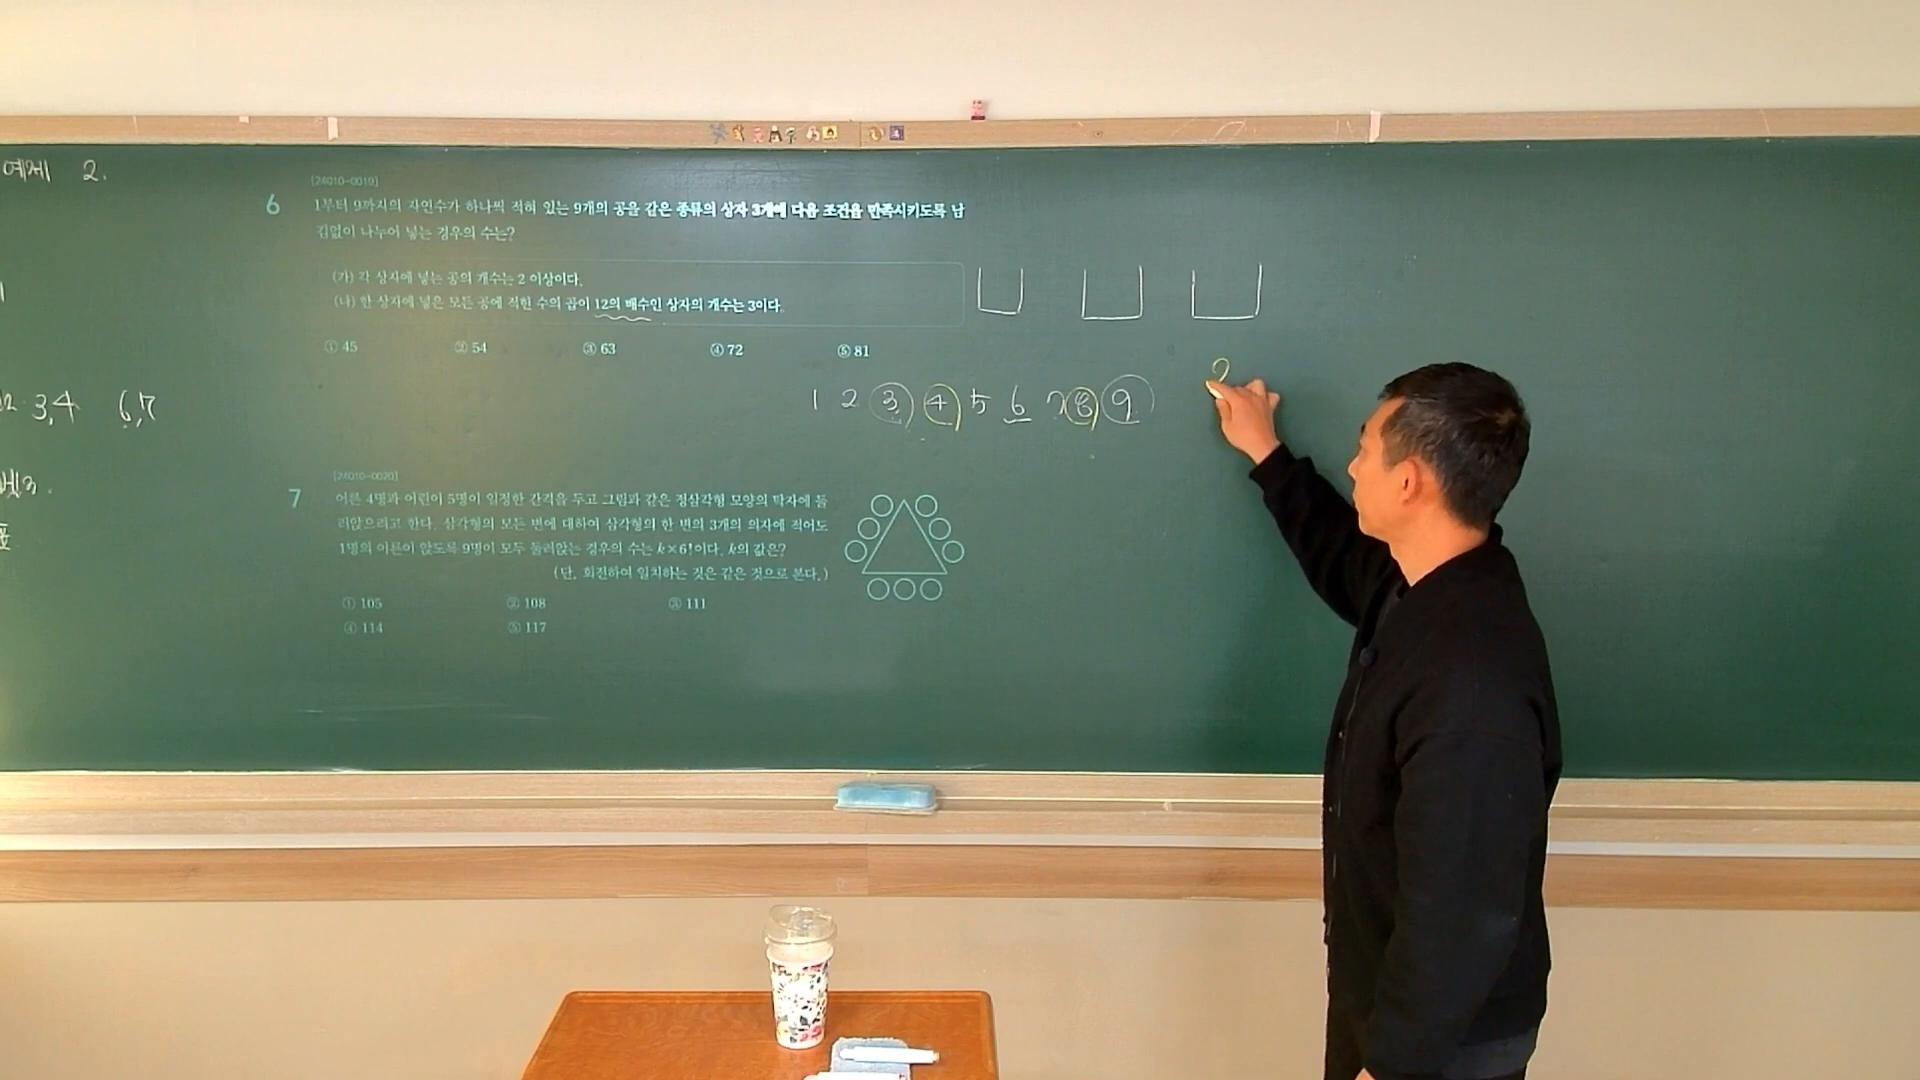 예제 2.
[24010-0019]
6 1부터 9까지의 자연수가 하나씩 적혀 있는 9개의 공을 같은 종류의 상자 3개에 다음 조건을 만족시키도록 남
김없이 나누어 넣는 경우의 수는?
(가) 각 상자에 넣는 공의 개수는 2 이상이다.
(나) 한 상자에 넣은 모든 공에 적힌 수의 곱이 12의 배수인 상자의 개수는 3이다.
① 45 ② 54 ③ 63 ④ 72 ⑤ 81
3,4 6,7
1 2 3 4 5 6 7 8 9
2
[24010-0020]
7 어른 4명과 어린이 5명이 일정한 간격을 두고 그림과 같은 정삼각형 모양의 탁자에 둘
러앉으려고 한다. 삼각형의 모든 변에 대하여 삼각형의 한 변의 3개의 의자에 적어도
1명의 어른이 앉도록 9명이 모두 둘러앉는 경우의 수는 k×6!이다. k의 값은?
(단, 회전하여 일치하는 것은 같은 것으로 본다.)
① 105 ② 108 ③ 111
④ 114 ⑤ 117